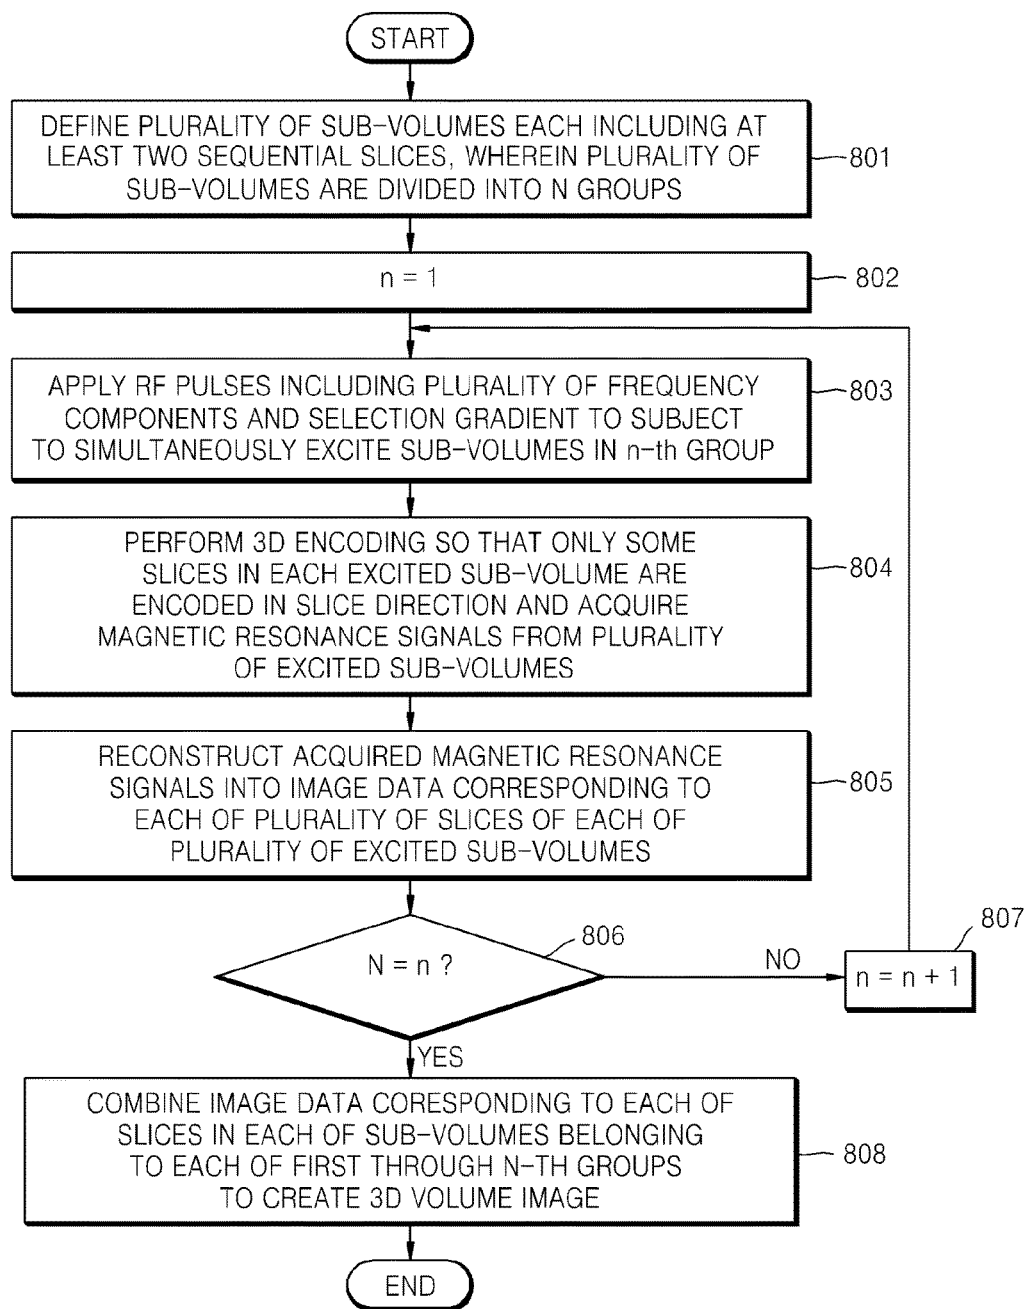 START
DEFINE PLURALITY OF SUB-VOLUMES EACH INCLUDING AT
LEAST TWO SEQUENTIAL SLICES, WHEREIN PLURALITY OF
SUB-VOLUMES ARE DIVIDED INTO N GROUPS
801
n = 1
802
APPLY RF PULSES INCLUDING PLURALITY OF FREQUENCY
COMPONENTS AND SELECTION GRADIENT TO SUBJECT
TO SIMULTANEOUSLY EXCITE SUB-VOLUMES IN n-th GROUP
803
PERFORM 3D ENCODING SO THAT ONLY SOME
SLICES IN EACH EXCITED SUB-VOLUME ARE
ENCODED IN SLICE DIRECTION AND ACQUIRE
MAGNETIC RESONANCE SIGNALS FROM PLURALITY
OF EXCITED SUB-VOLUMES
804
RECONSTRUCT ACQUIRED MAGNETIC RESONANCE
SIGNALS INTO IMAGE DATA CORRESPONDING TO
EACH OF PLURALITY OF SLICES OF EACH OF
PLURALITY OF EXCITED SUB-VOLUMES
805
N = n ?
806
NO
n = n + 1
807
YES
COMBINE IMAGE DATA CORESPONDING TO EACH OF
SLICES IN EACH OF SUB-VOLUMES BELONGING
TO EACH OF FIRST THROUGH N-TH GROUPS
TO CREATE 3D VOLUME IMAGE
808
END